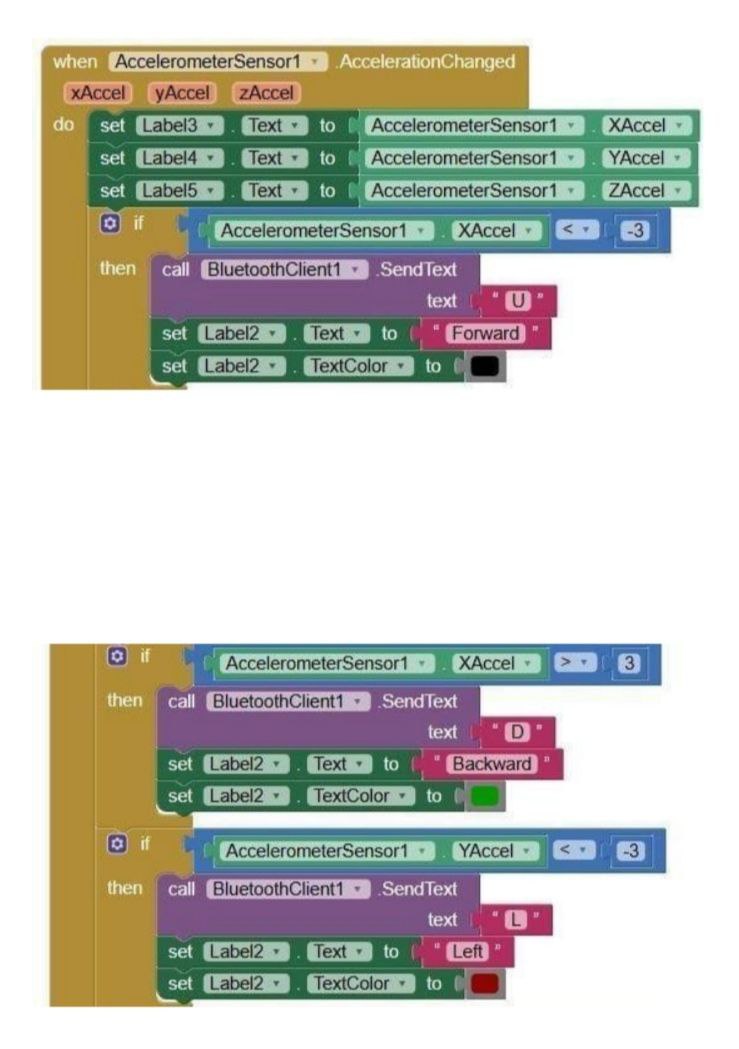 when AccelerometerSensor1 .AccelerationChanged
xAccel yAccel zAccel
do set Label3 . Text to AccelerometerSensor1 . XAccel
set Label4 . Text to AccelerometerSensor1 . YAccel
set Label5 . Text to AccelerometerSensor1 . ZAccel
if AccelerometerSensor1 . XAccel < -3
then call BluetoothClient1 .SendText
text " U "
set Label2 . Text to " Forward "
set Label2 . TextColor to
if AccelerometerSensor1 . XAccel > 3
then call BluetoothClient1 .SendText
text " D "
set Label2 . Text to " Backward "
set Label2 . TextColor to
if AccelerometerSensor1 . YAccel < -3
then call BluetoothClient1 .SendText
text " L "
set Label2 . Text to " Left "
set Label2 . TextColor to